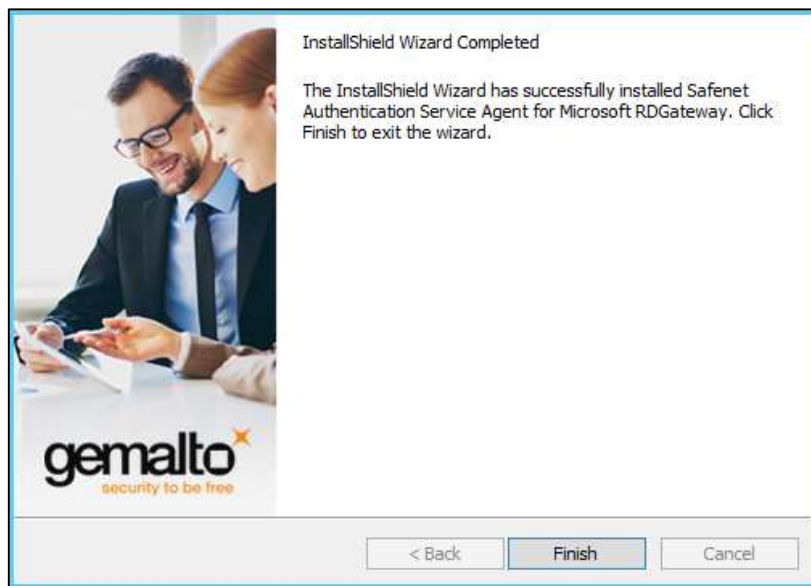 InstallShield Wizard Completed
The InstallShield Wizard has successfully installed Safenet
Authentication Service Agent for Microsoft RDGateway. Click
Finish to exit the wizard.
gemalto
security to be free
< Back
Finish
Cancel